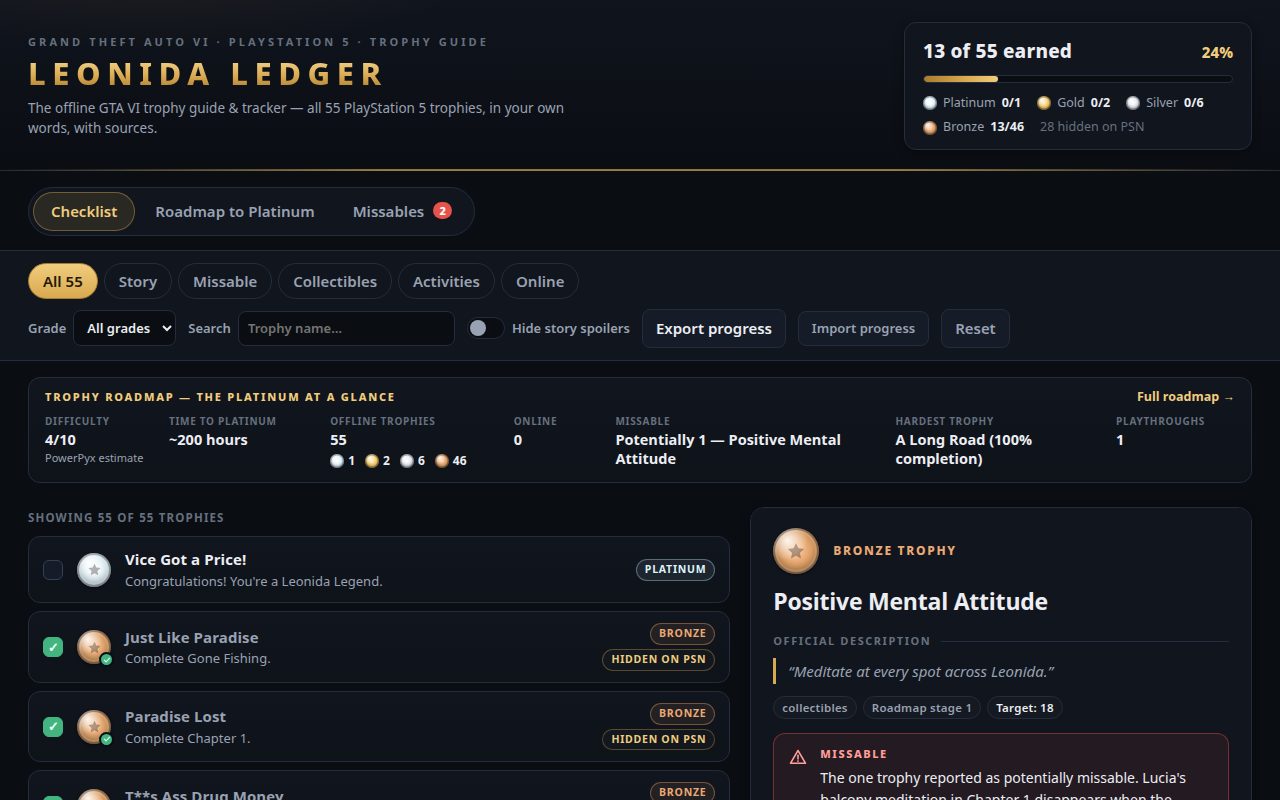 GRAND THEFT AUTO VI · PLAYSTATION 5 · TROPHY GUIDE
LEONIDA LEDGER
The offline GTA VI trophy guide & tracker — all 55 PlayStation 5 trophies, in your own
words, with sources.
13 of 55 earned
24%
Platinum 0/1 Gold 0/2 Silver 0/6
Bronze 13/46 28 hidden on PSN
Checklist Roadmap to Platinum Missables 2
All 55 Story Missable Collectibles Activities Online
Grade All grades Search Trophy name... Hide story spoilers Export progress Import progress Reset
TROPHY ROADMAP — THE PLATINUM AT A GLANCE
Full roadmap →
DIFFICULTY
4/10
PowerPyx estimate
TIME TO PLATINUM
~200 hours
OFFLINE TROPHIES
55
1 2 6 46
ONLINE
0
MISSABLE
Potentially 1 — Positive Mental
Attitude
HARDEST TROPHY
A Long Road (100%
completion)
PLAYTHROUGHS
1
SHOWING 55 OF 55 TROPHIES
Vice Got a Price!
Congratulations! You're a Leonida Legend.
PLATINUM
Just Like Paradise
Complete Gone Fishing.
BRONZE
HIDDEN ON PSN
Paradise Lost
Complete Chapter 1.
BRONZE
HIDDEN ON PSN
T**s Ass Drug Money
BRONZE
BRONZE TROPHY
Positive Mental Attitude
OFFICIAL DESCRIPTION
“Meditate at every spot across Leonida.”
collectibles Roadmap stage 1 Target: 18
MISSABLE
The one trophy reported as potentially missable. Lucia's
balcony meditation in Chapter 1 disappears when the